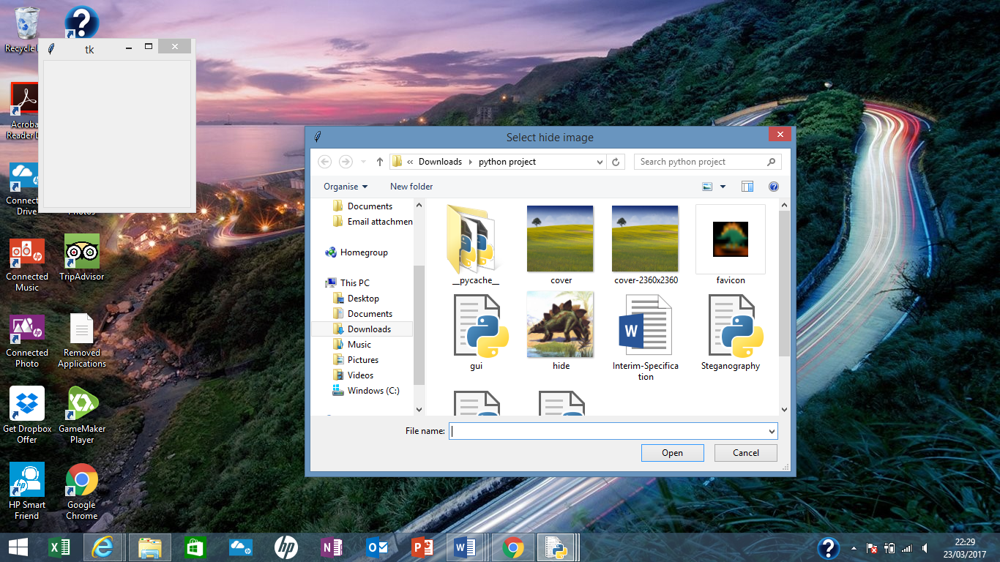 Recycle
tk
Acroba
Reader D
Connect
Drive
Photos
Connected
Music
TripAdvisor
Connected
Photo
Removed
Applications
Get Dropbox
Offer
GameMaker
Player
HP Smart
Friend
Google
Chrome
Select hide image
« Downloads python project
Search python project
Organise
New folder
Documents
Email attachmen
Homegroup
This PC
Desktop
Documents
Downloads
Music
Pictures
Videos
Windows (C:)
__pycache__
cover
cover-2360x2360
favicon
gui
hide
Interim-Specifica
tion
Steganography
File name:
Open
Cancel
22:29
23/03/2017